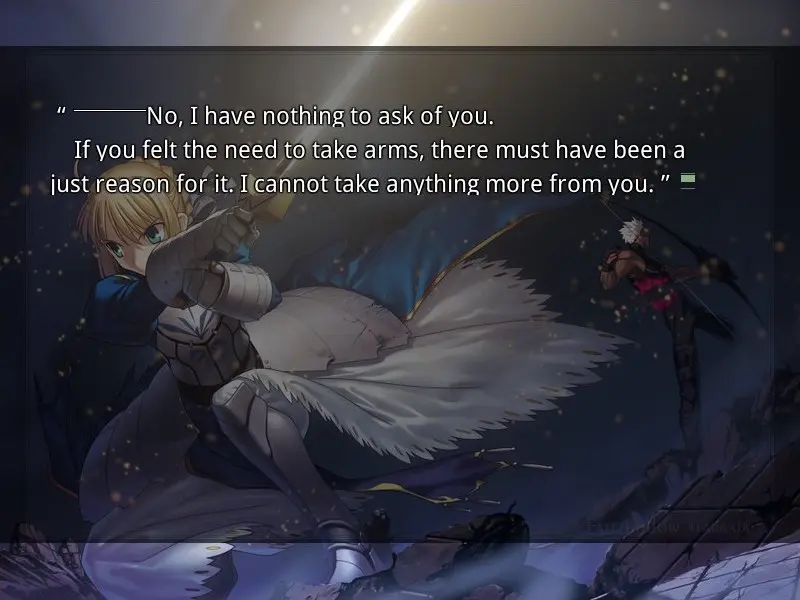 “ ―――No, I have nothing to ask of you.
If you felt the need to take arms, there must have been a
just reason for it. I cannot take anything more from you. ”